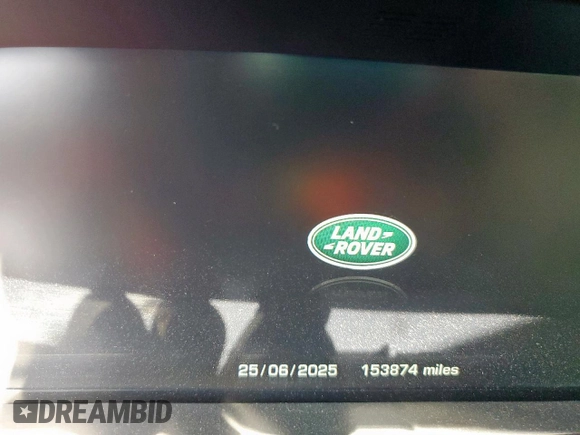 LAND
ROVER
25/06/2025 153874 miles
DREAMBID